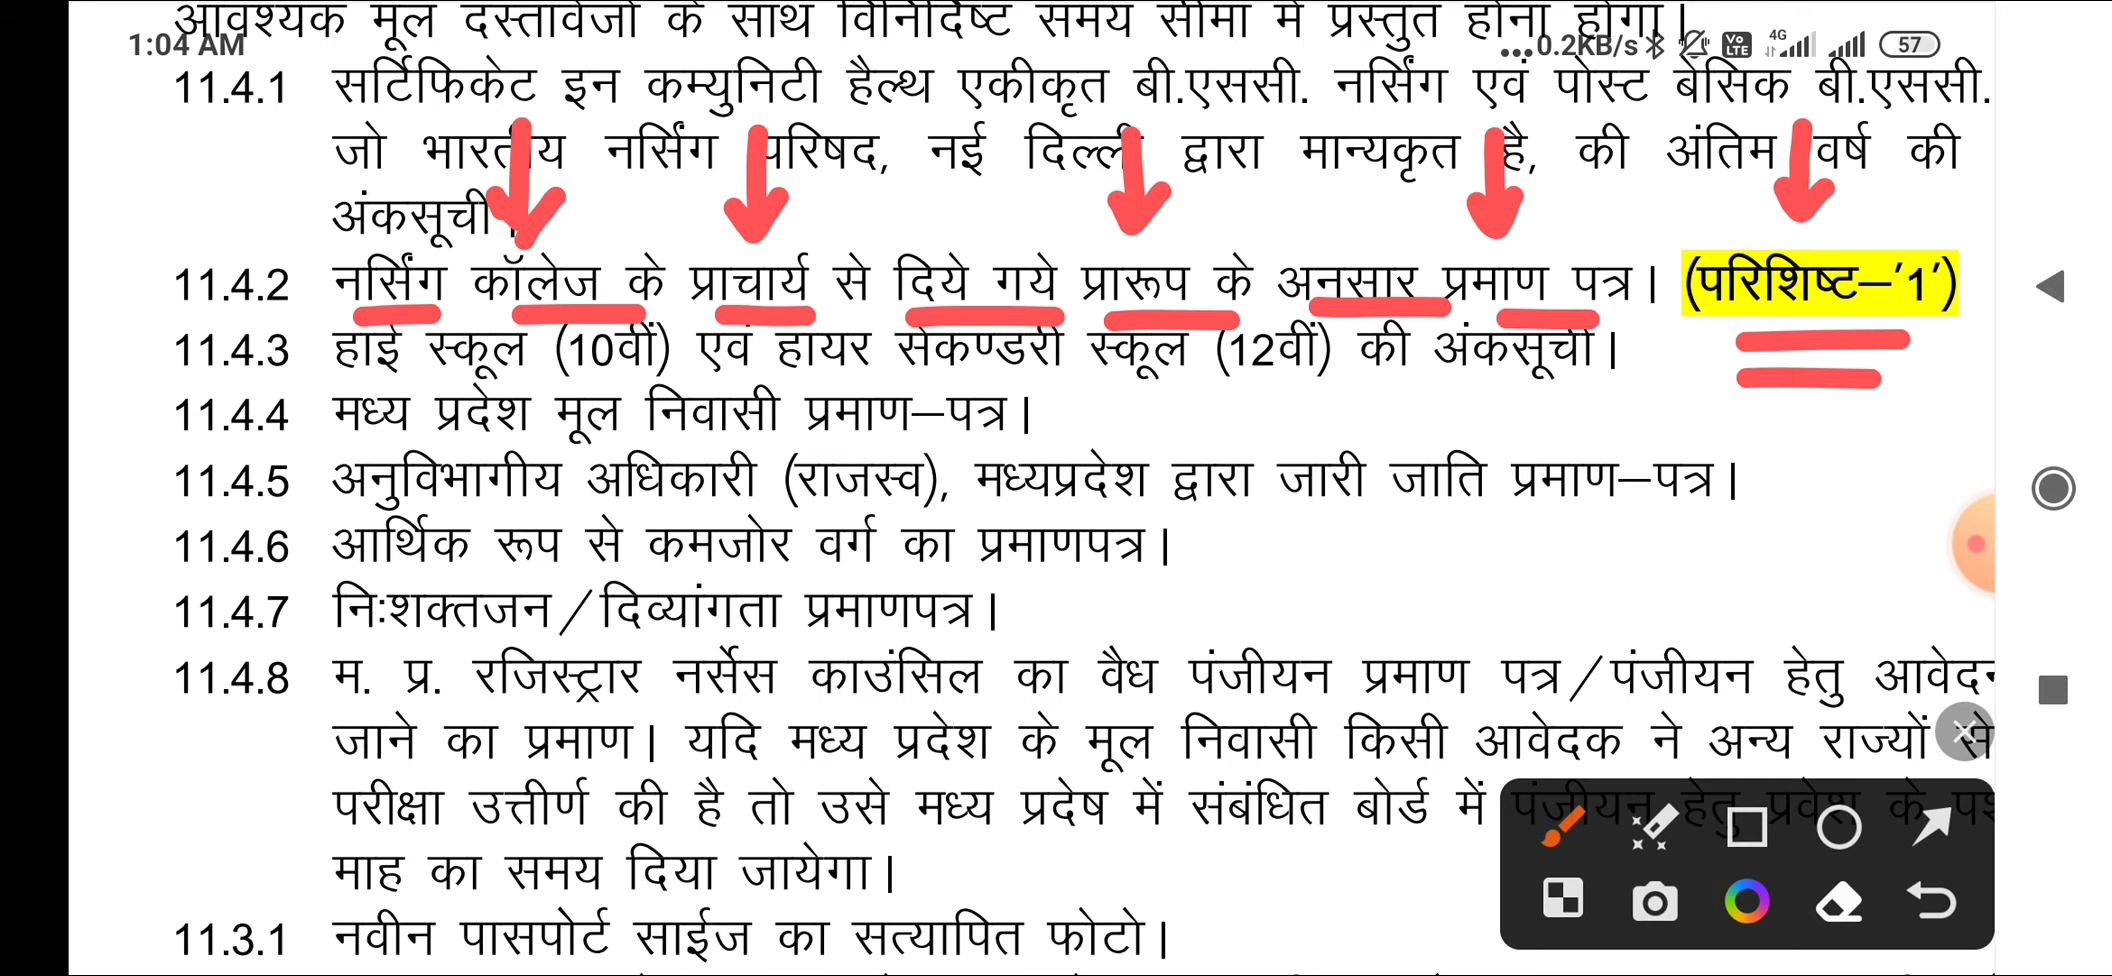 आवश्यक मूल दस्तावेजों के साथ विनिर्दिष्ट समय सीमा में प्रस्तुत होना होगा।
1:04 AM ...0.2KB/s Vo LTE 4G 57
11.4.1 सर्टिफिकेट इन कम्युनिटी हैल्थ एकीकृत बी.एससी. नर्सिंग एवं पोस्ट बेसिक बी.एससी.
जो भारतीय नर्सिंग परिषद, नई दिल्ली द्वारा मान्यकृत है, की अंतिम वर्ष की
अंकसूची।
11.4.2 नर्सिंग कॉलेज के प्राचार्य से दिये गये प्रारूप के अनुसार प्रमाण पत्र। (परिशिष्ट–'1')
11.4.3 हाई स्कूल (10वीं) एवं हायर सेकण्डरी स्कूल (12वीं) की अंकसूची।
11.4.4 मध्य प्रदेश मूल निवासी प्रमाण–पत्र।
11.4.5 अनुविभागीय अधिकारी (राजस्व), मध्यप्रदेश द्वारा जारी जाति प्रमाण–पत्र।
11.4.6 आर्थिक रूप से कमजोर वर्ग का प्रमाणपत्र।
11.4.7 निःशक्तजन/दिव्यांगता प्रमाणपत्र।
11.4.8 म. प्र. रजिस्ट्रार नर्सेस काउंसिल का वैध पंजीयन प्रमाण पत्र/पंजीयन हेतु
जाने का प्रमाण। यदि मध्य प्रदेश के मूल निवासी किसी आवेदक ने अन्य राज्यों से
परीक्षा उत्तीर्ण की है तो उसे मध्य प्रदेष में संबंधित बोर्ड में पंजीयन हेतु प्रवेश के
माह का समय दिया जायेगा।
11.3.1 नवीन पासपोर्ट साईज का सत्यापित फोटो।